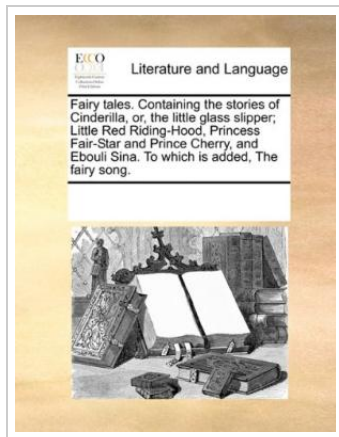 ECCO
Literature and Language
Fairy tales. Containing the stories of
Cinderilla, or, the little glass slipper;
Little Red Riding-Hood, Princess
Fair-Star and Prince Cherry, and
Ebouli Sina. To which is added, The
fairy song.